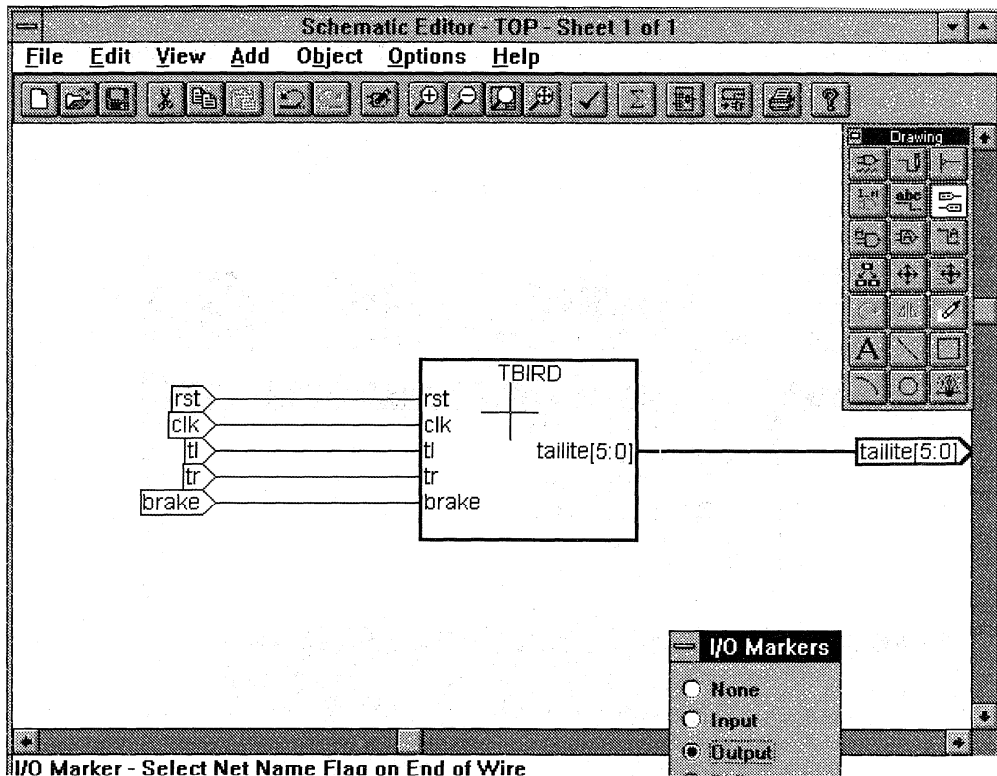 Schematic Editor - TOP - Sheet 1 of 1
File Edit View Add Object Options Help
Drawing
abc
A
TBIRD
rst rst
clk clk
tl tl tailite[5:0] tailite[5:0]
tr tr
brake brake
I/O Markers
None
Input
Output
I/O Marker - Select Net Name Flag on End of Wire